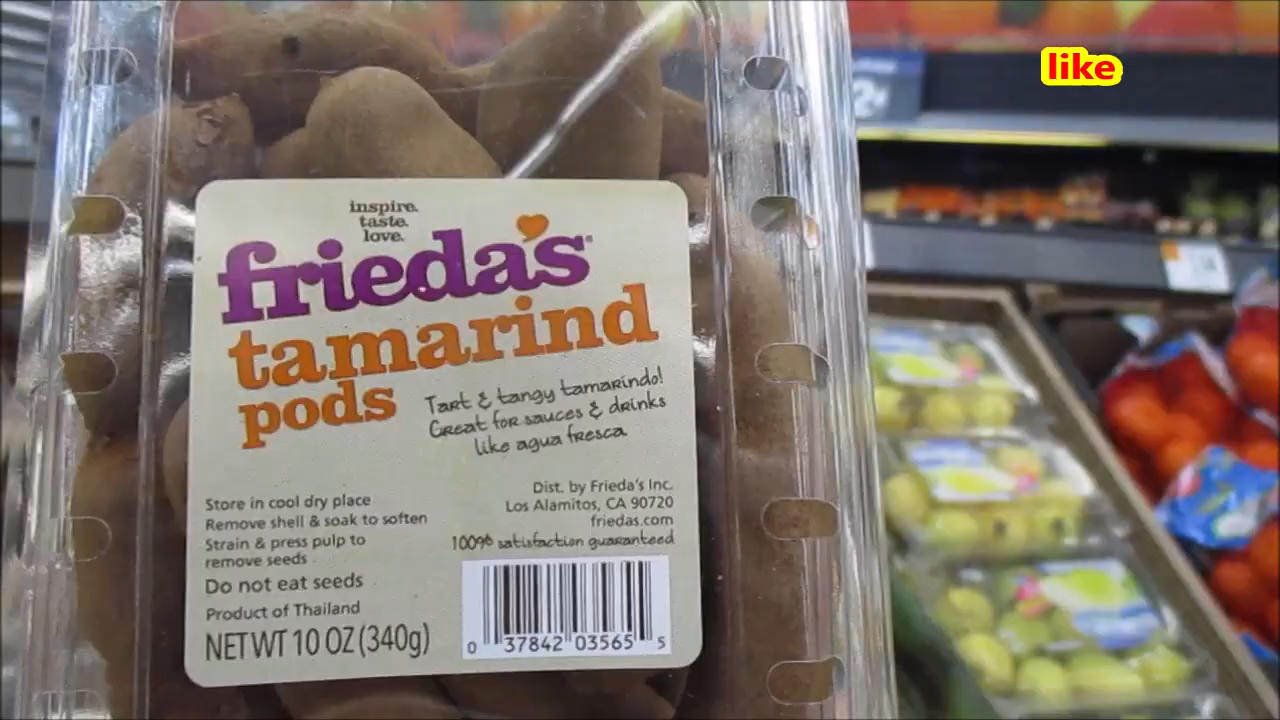 like
inspire.
taste.
love.
frieda's®
tamarind
pods
Tart & tangy tamarindo!
Great for sauces & drinks
like agua fresca
Store in cool dry place
Remove shell & soak to soften
Strain & press pulp to
remove seeds
Do not eat seeds
Product of Thailand
NET WT 10 OZ (340g)
Dist. by Frieda's Inc.
Los Alamitos, CA 90720
friedas.com
100% satisfaction guaranteed
0 37842 03565 5